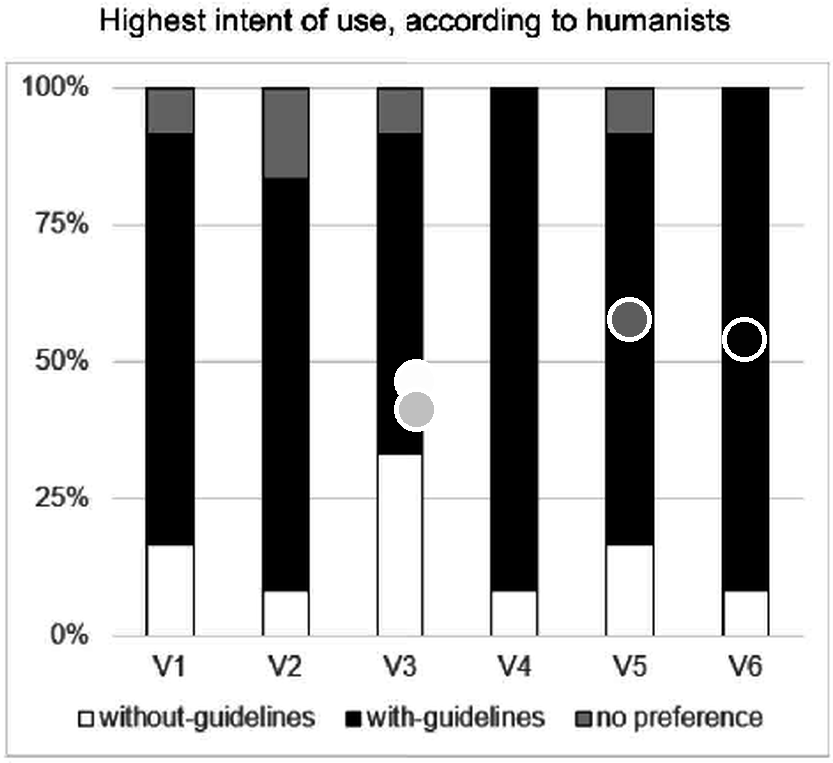 Highest intent of use, according to humanists
100%
75%
50%
25%
0%
V1 V2 V3 V4 V5 V6
without-guidelines with-guidelines no preference